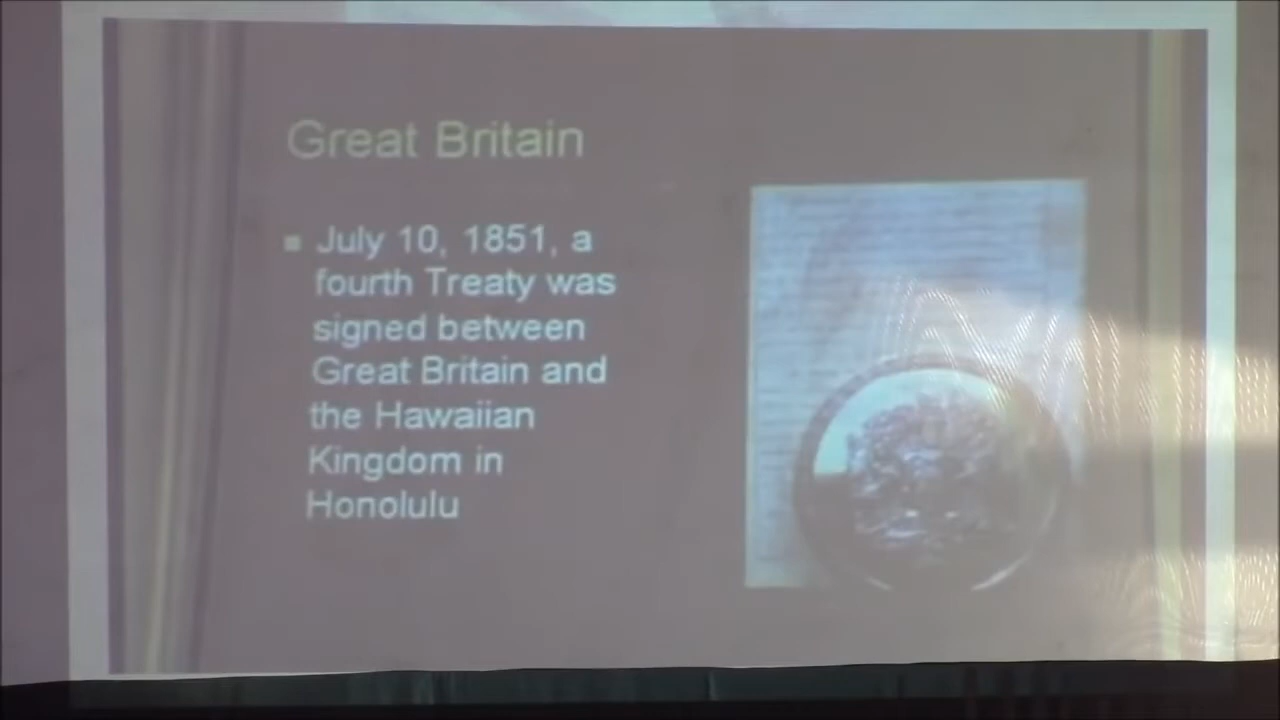 Great Britain
July 10, 1851, a
fourth Treaty was
signed between
Great Britain and
the Hawaiian
Kingdom in
Honolulu